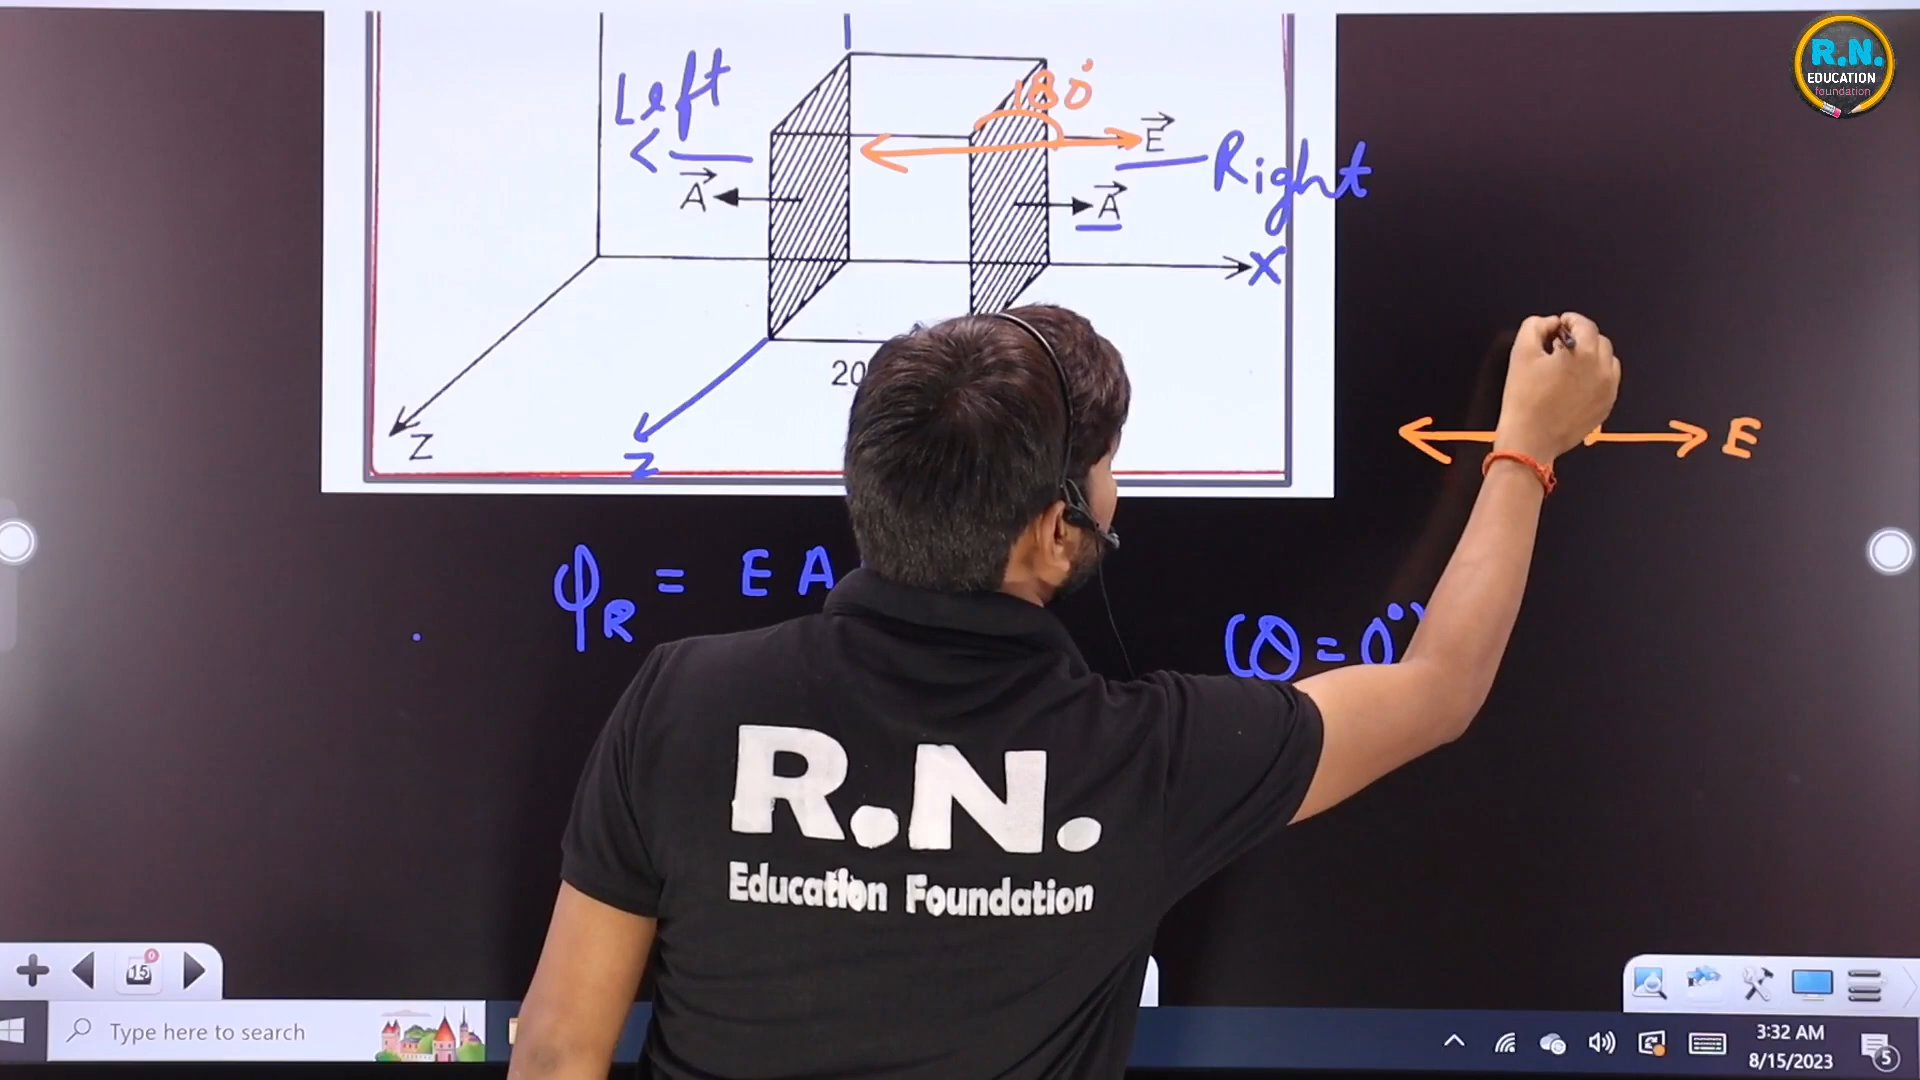 R.N.
EDUCATION
foundation
Left
180°
E
A
A
Right
X
20
Z
Z
E
φR = E A
(θ = 0°)
R.N.
Education Foundation
15
0
Type here to search
3:32 AM
8/15/2023
5